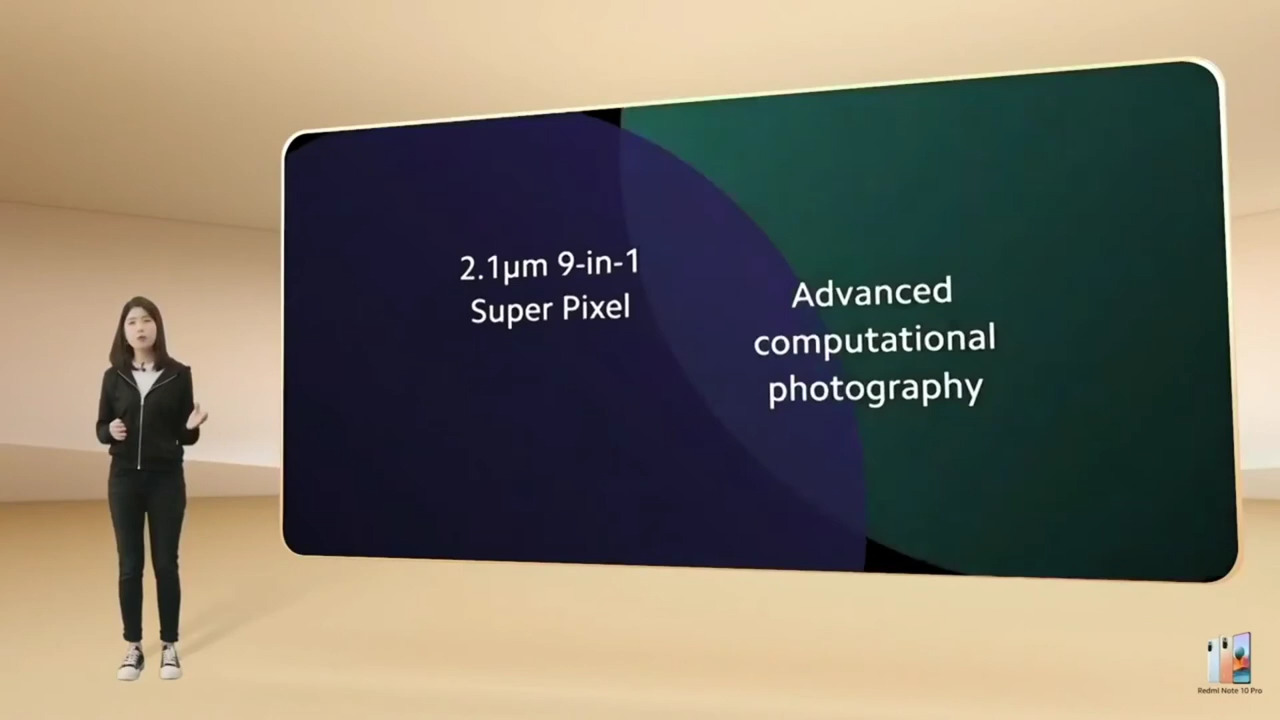 2.1µm 9-in-1
Super Pixel
Advanced
computational
photography
Redmi Note 10 Pro